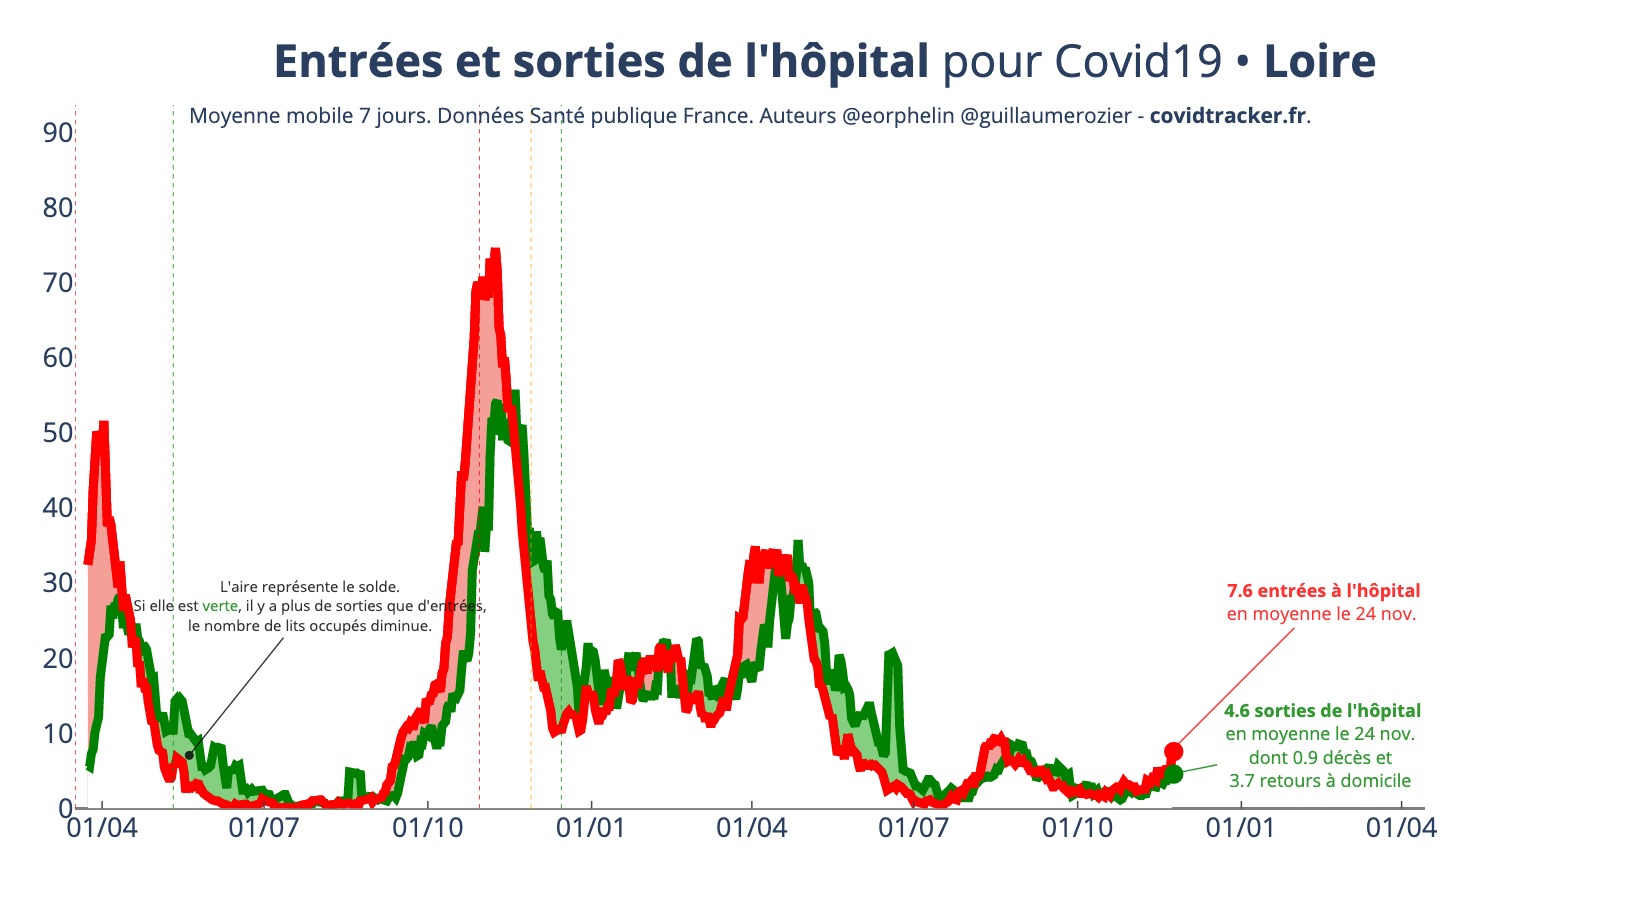 Entrées et sorties de l'hôpital pour Covid19 • Loire
Moyenne mobile 7 jours. Données Santé publique France. Auteurs @eorphelin @guillaumerozier - covidtracker.fr.
90
80
70
60
50
40
30
20
10
0
L'aire représente le solde.
Si elle est verte, il y a plus de sorties que d'entrées,
le nombre de lits occupés diminue.
7.6 entrées à l'hôpital
en moyenne le 24 nov.
4.6 sorties de l'hôpital
en moyenne le 24 nov.
dont 0.9 décès et
3.7 retours à domicile
01/04 01/07 01/10 01/01 01/04 01/07 01/10 01/01 01/04